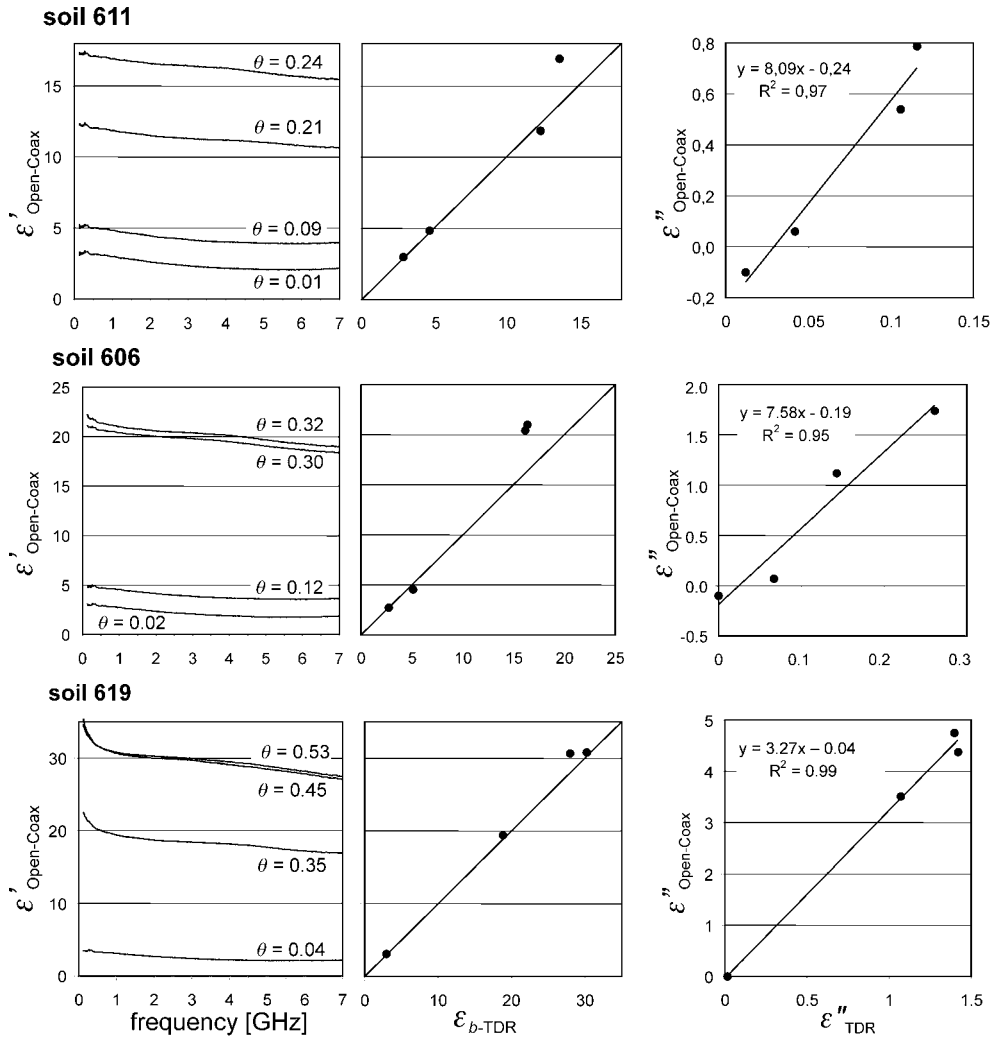 soil 611
ε' Open-Coax
15
10
5
0
θ = 0.24
θ = 0.21
θ = 0.09
θ = 0.01
0 1 2 3 4 5 6 7
0 5 10 15
ε'' Open-Coax
0,8
0,6
0,4
0,2
0,0
-0,2
y = 8,09x - 0,24
R² = 0,97
0 0.05 0.1 0.15
soil 606
ε' Open-Coax
25
20
15
10
5
0
θ = 0.32
θ = 0.30
θ = 0.12
θ = 0.02
0 1 2 3 4 5 6 7
0 5 10 15 20 25
ε'' Open-Coax
2.0
1.5
1.0
0.5
0.0
-0.5
y = 7.58x - 0.19
R² = 0.95
0 0.1 0.2 0.3
soil 619
ε' Open-Coax
30
20
10
0
θ = 0.53
θ = 0.45
θ = 0.35
θ = 0.04
0 1 2 3 4 5 6 7
frequency [GHz]
0 10 20 30
ε b-TDR
ε'' Open-Coax
5
4
3
2
1
0
y = 3.27x – 0.04
R² = 0.99
0 0.5 1 1.5
ε'' TDR